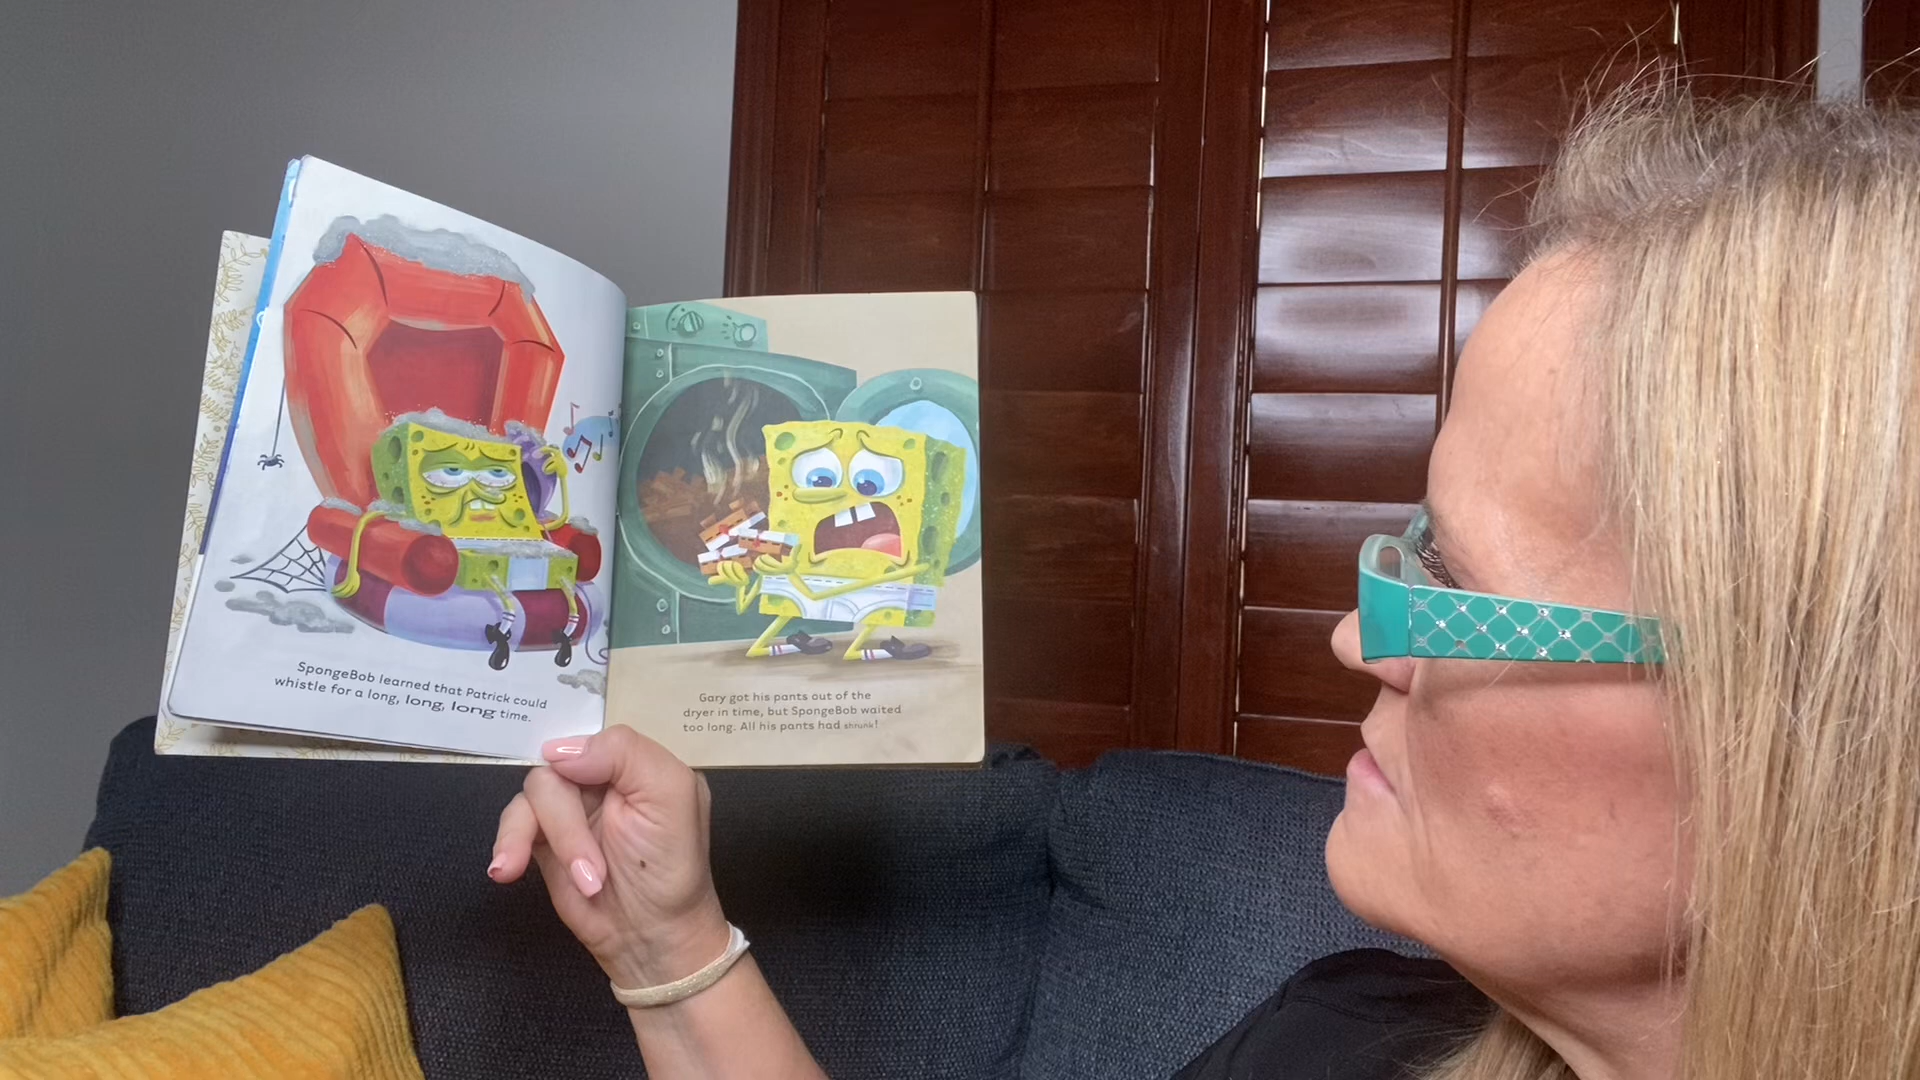 SpongeBob learned that Patrick could
whistle for a long, long, long time.
Gary got his pants out of the
dryer in time, but SpongeBob waited
too long. All his pants had shrunk!